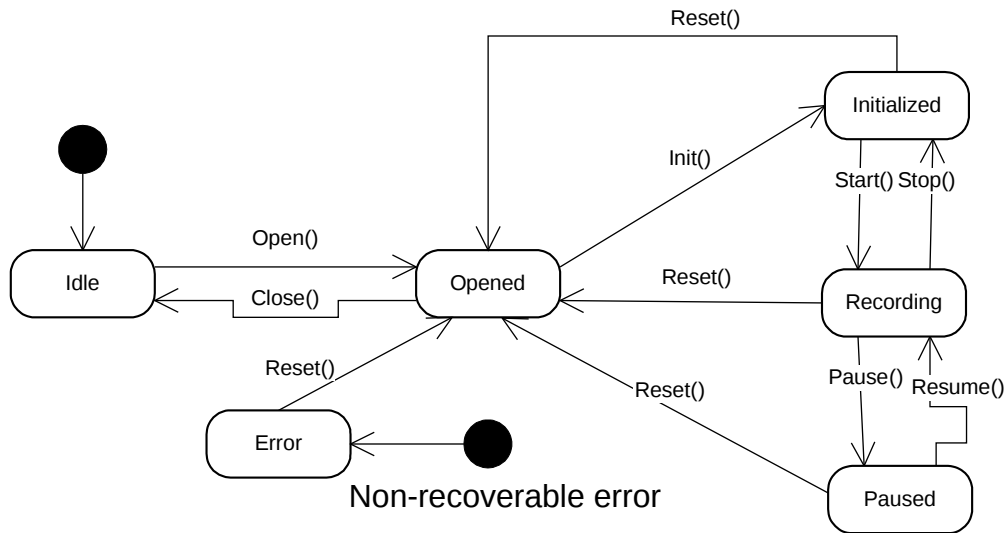 Reset()
Initialized
Init()
Start() Stop()
Open()
Idle
Opened
Close()
Reset()
Recording
Reset()
Pause()
Resume()
Reset()
Error
Non-recoverable error
Paused